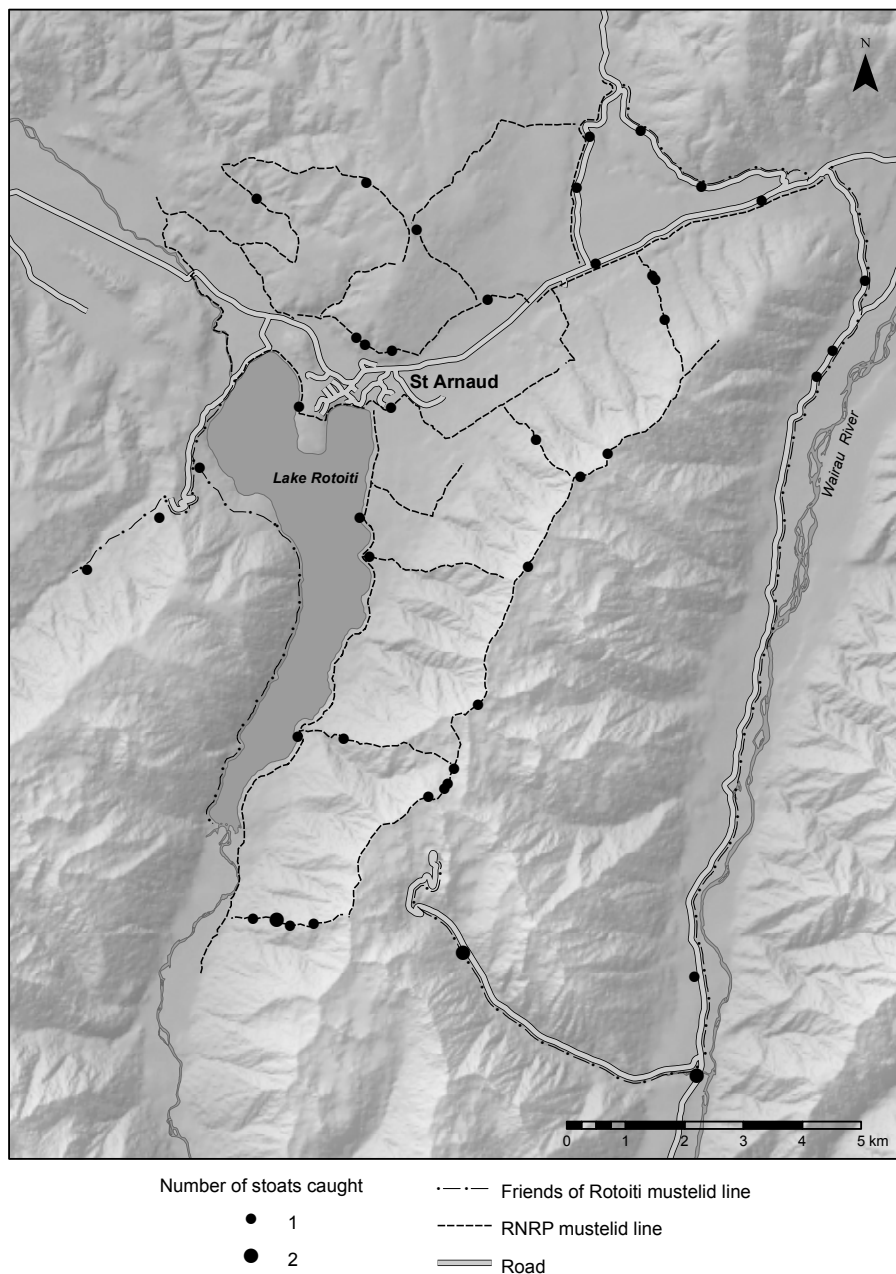 N
St Arnaud
Lake Rotoiti
Wairau River
0 1 2 3 4 5 km
Number of stoats caught
1
2
Friends of Rotoiti mustelid line
RNRP mustelid line
Road